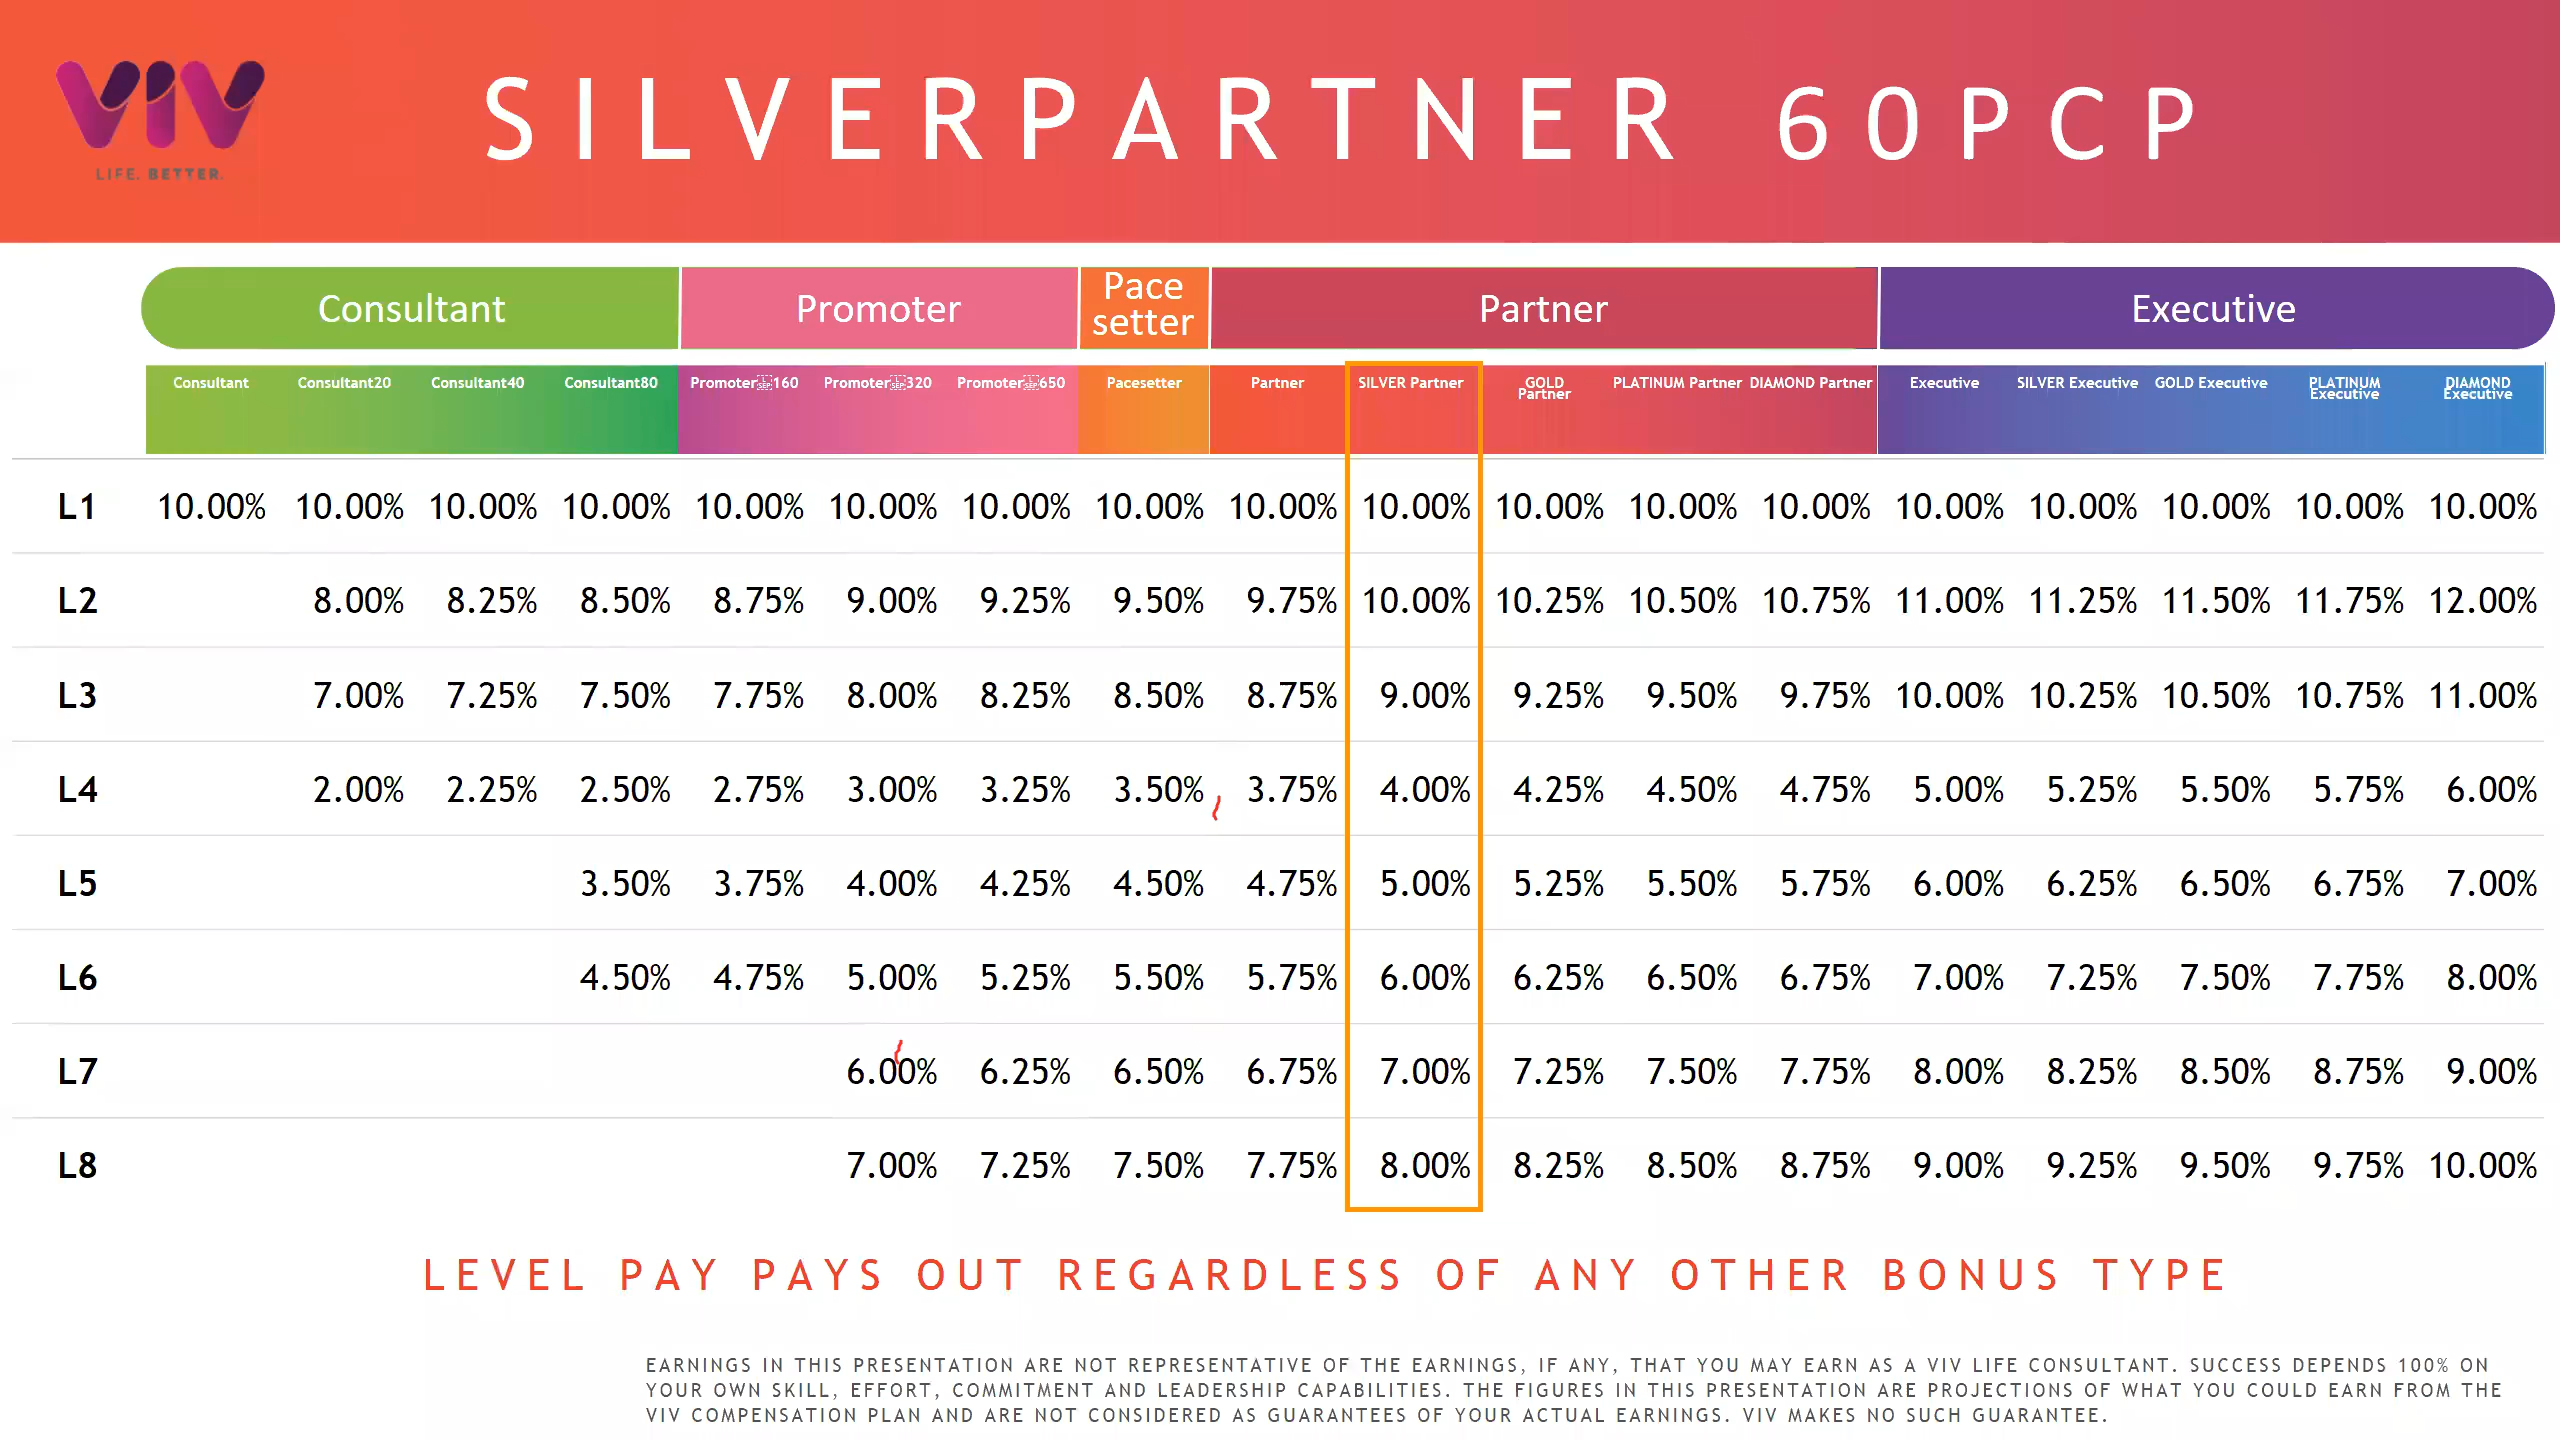 VIV
LIFE. BETTER.
SILVERPARTNER 60PCP
Consultant Promoter Pace setter Partner Executive
Consultant Consultant20 Consultant40 Consultant80 Promoter160 Promoter320 Promoter650 Pacesetter Partner SILVER Partner GOLD Partner PLATINUM Partner DIAMOND Partner Executive SILVER Executive GOLD Executive PLATINUM Executive DIAMOND Executive
L1 10.00% 10.00% 10.00% 10.00% 10.00% 10.00% 10.00% 10.00% 10.00% 10.00% 10.00% 10.00% 10.00% 10.00% 10.00% 10.00% 10.00% 10.00%
L2 8.00% 8.25% 8.50% 8.75% 9.00% 9.25% 9.50% 9.75% 10.00% 10.25% 10.50% 10.75% 11.00% 11.25% 11.50% 11.75% 12.00%
L3 7.00% 7.25% 7.50% 7.75% 8.00% 8.25% 8.50% 8.75% 9.00% 9.25% 9.50% 9.75% 10.00% 10.25% 10.50% 10.75% 11.00%
L4 2.00% 2.25% 2.50% 2.75% 3.00% 3.25% 3.50% 3.75% 4.00% 4.25% 4.50% 4.75% 5.00% 5.25% 5.50% 5.75% 6.00%
L5 3.50% 3.75% 4.00% 4.25% 4.50% 4.75% 5.00% 5.25% 5.50% 5.75% 6.00% 6.25% 6.50% 6.75% 7.00%
L6 4.50% 4.75% 5.00% 5.25% 5.50% 5.75% 6.00% 6.25% 6.50% 6.75% 7.00% 7.25% 7.50% 7.75% 8.00%
L7 6.00% 6.25% 6.50% 6.75% 7.00% 7.25% 7.50% 7.75% 8.00% 8.25% 8.50% 8.75% 9.00%
L8 7.00% 7.25% 7.50% 7.75% 8.00% 8.25% 8.50% 8.75% 9.00% 9.25% 9.50% 9.75% 10.00%
LEVEL PAY PAYS OUT REGARDLESS OF ANY OTHER BONUS TYPE
EARNINGS IN THIS PRESENTATION ARE NOT REPRESENTATIVE OF THE EARNINGS, IF ANY, THAT YOU MAY EARN AS A VIV LIFE CONSULTANT. SUCCESS DEPENDS 100% ON
YOUR OWN SKILL, EFFORT, COMMITMENT AND LEADERSHIP CAPABILITIES. THE FIGURES IN THIS PRESENTATION ARE PROJECTIONS OF WHAT YOU COULD EARN FROM THE
VIV COMPENSATION PLAN AND ARE NOT CONSIDERED AS GUARANTEES OF YOUR ACTUAL EARNINGS. VIV MAKES NO SUCH GUARANTEE.